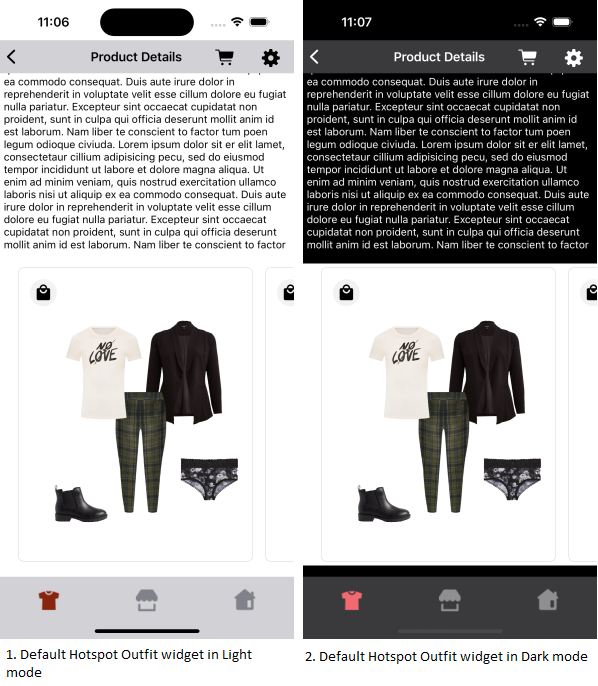 11:06
Product Details
ea commodo consequat. Duis aute irure dolor in
reprehenderit in voluptate velit esse cillum dolore eu fugiat
nulla pariatur. Excepteur sint occaecat cupidatat non
proident, sunt in culpa qui officia deserunt mollit anim id
est laborum. Nam liber te conscient to factor tum poen
legum odioque civiuda. Lorem ipsum dolor sit er elit lamet,
consectetaur cillium adipisicing pecu, sed do eiusmod
tempor incididunt ut labore et dolore magna aliqua. Ut
enim ad minim veniam, quis nostrud exercitation ullamco
laboris nisi ut aliquip ex ea commodo consequat. Duis aute
irure dolor in reprehenderit in voluptate velit esse cillum
dolore eu fugiat nulla pariatur. Excepteur sint occaecat
cupidatat non proident, sunt in culpa qui officia deserunt
mollit anim id est laborum. Nam liber te conscient to factor
NO
LOVE
1. Default Hotspot Outfit widget in Light
mode
11:07
Product Details
ea commodo consequat. Duis aute irure dolor in
reprehenderit in voluptate velit esse cillum dolore eu fugiat
nulla pariatur. Excepteur sint occaecat cupidatat non
proident, sunt in culpa qui officia deserunt mollit anim id
est laborum. Nam liber te conscient to factor tum poen
legum odioque civiuda. Lorem ipsum dolor sit er elit lamet,
consectetaur cillium adipisicing pecu, sed do eiusmod
tempor incididunt ut labore et dolore magna aliqua. Ut
enim ad minim veniam, quis nostrud exercitation ullamco
laboris nisi ut aliquip ex ea commodo consequat. Duis aute
irure dolor in reprehenderit in voluptate velit esse cillum
dolore eu fugiat nulla pariatur. Excepteur sint occaecat
cupidatat non proident, sunt in culpa qui officia deserunt
mollit anim id est laborum. Nam liber te conscient to factor
NO
LOVE
2. Default Hotspot Outfit widget in Dark mode